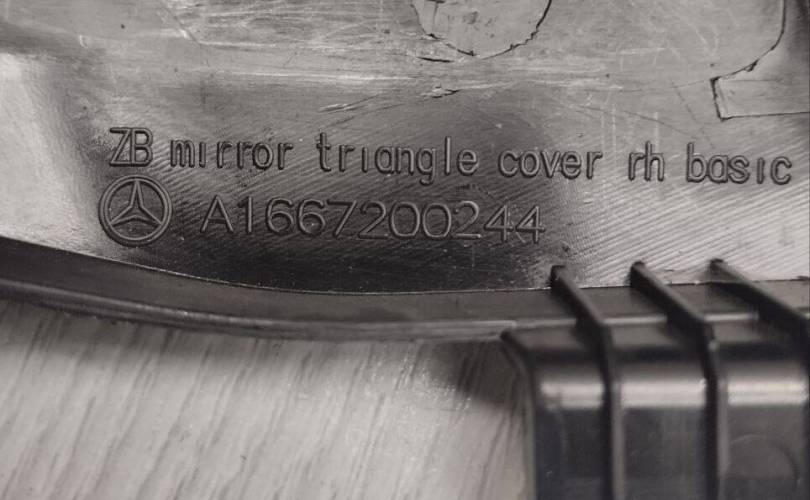 ZB mirror triangle cover rh basic
A1667200244